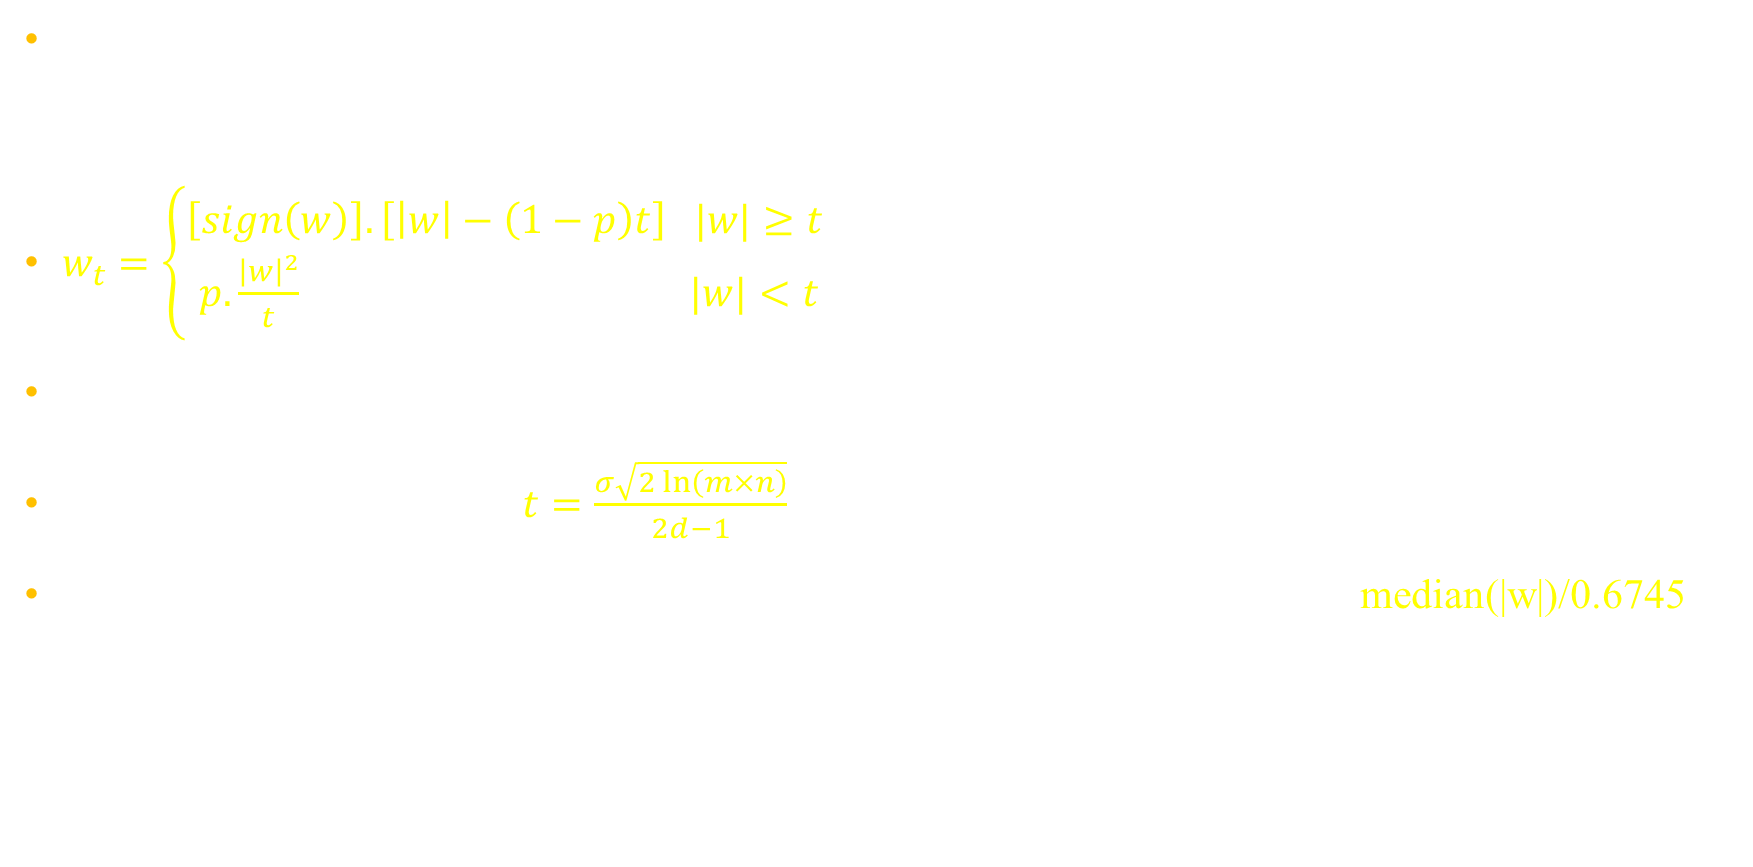 •
• w_t = { [sign(w)].[|w| − (1 − p)t]   |w| ≥ t
p.|w|²/t   |w| < t
•
• t = σ√(2 ln(m×n)) / (2d−1)
• median(|w|)/0.6745